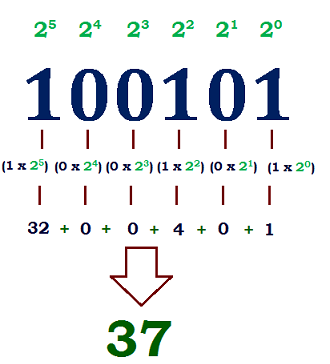 2⁵ 2⁴ 2³ 2² 2¹ 2⁰
100101
(1 x 2⁵) (0 x 2⁴) (0 x 2³) (1 x 2²) (0 x 2¹) (1 x 2⁰)
32 + 0 + 0 + 4 + 0 + 1
37